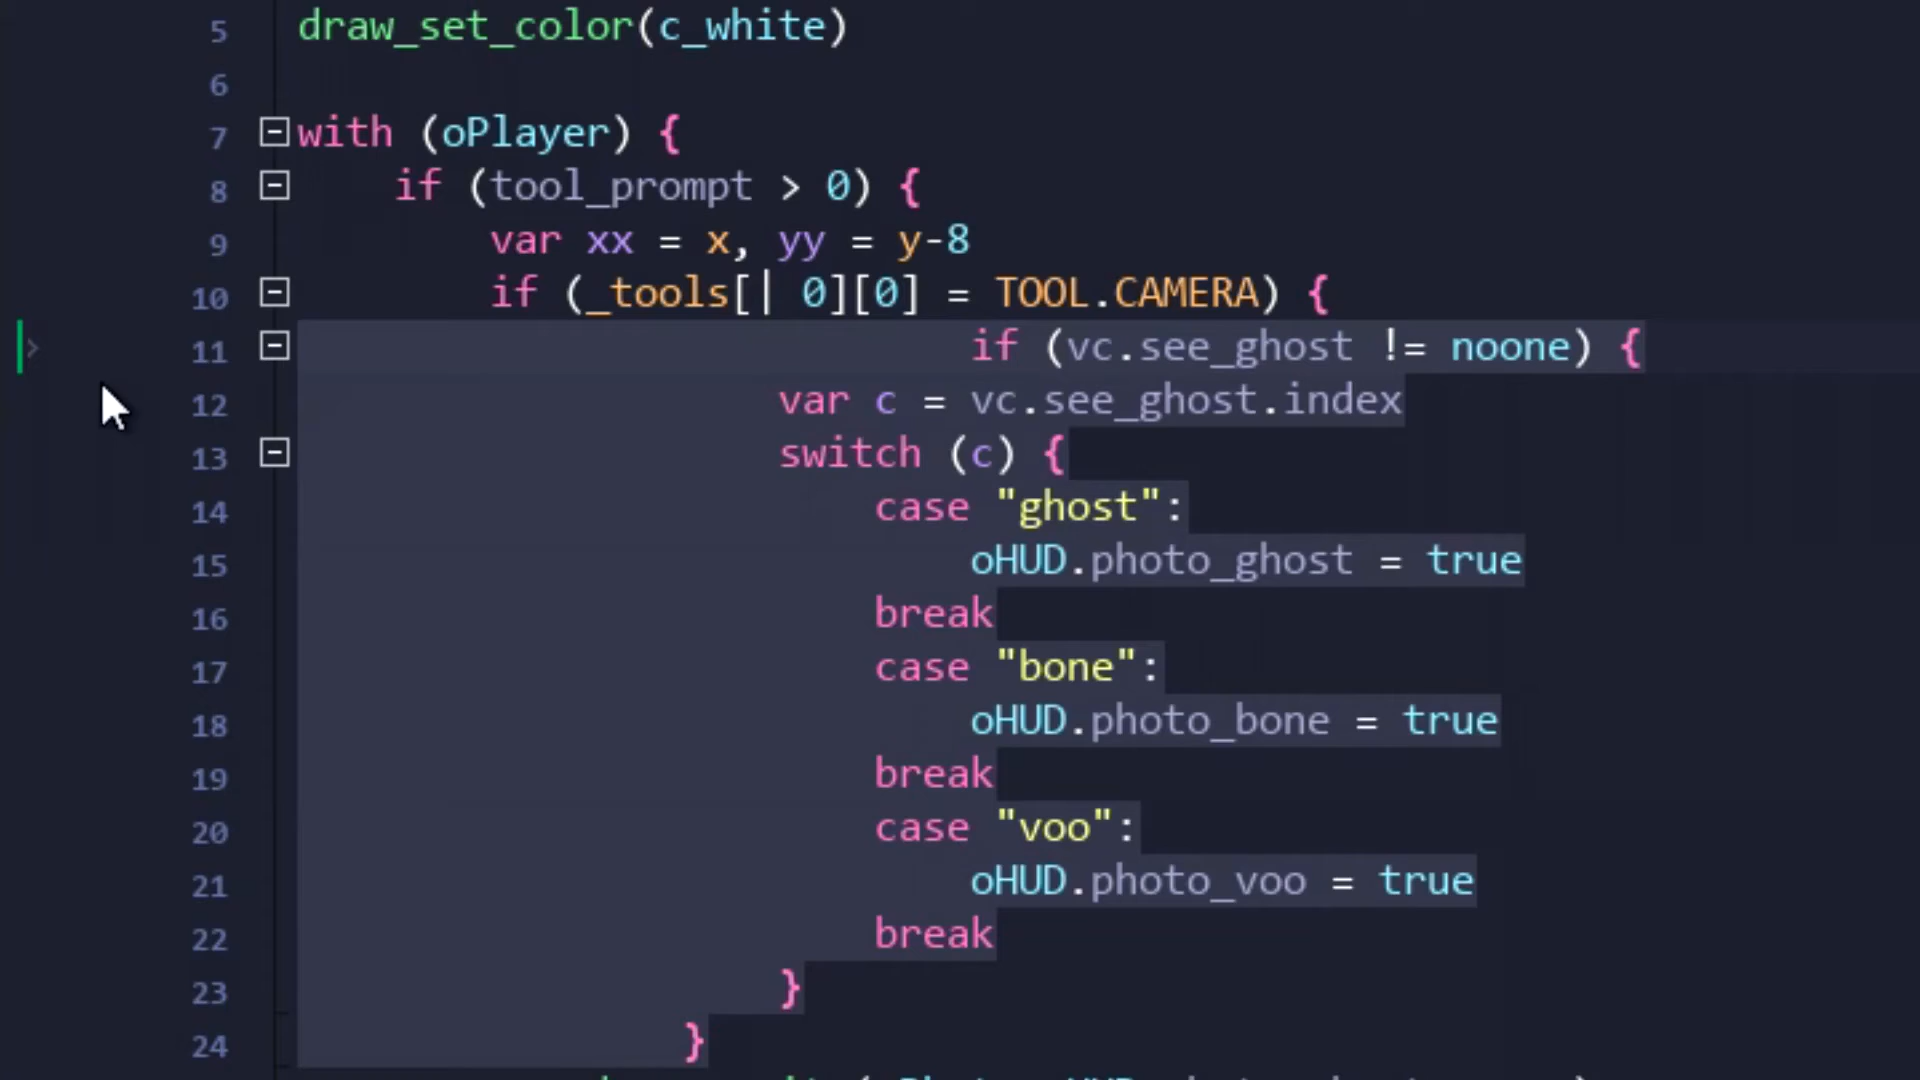 5 draw_set_color(c_white)
6
7 with (oPlayer) {
8 if (tool_prompt > 0) {
9 var xx = x, yy = y-8
10 if (_tools[| 0][0] = TOOL.CAMERA) {
11 if (vc.see_ghost != noone) {
12 var c = vc.see_ghost.index
13 switch (c) {
14 case "ghost":
15 oHUD.photo_ghost = true
16 break
17 case "bone":
18 oHUD.photo_bone = true
19 break
20 case "voo":
21 oHUD.photo_voo = true
22 break
23 }
24 }